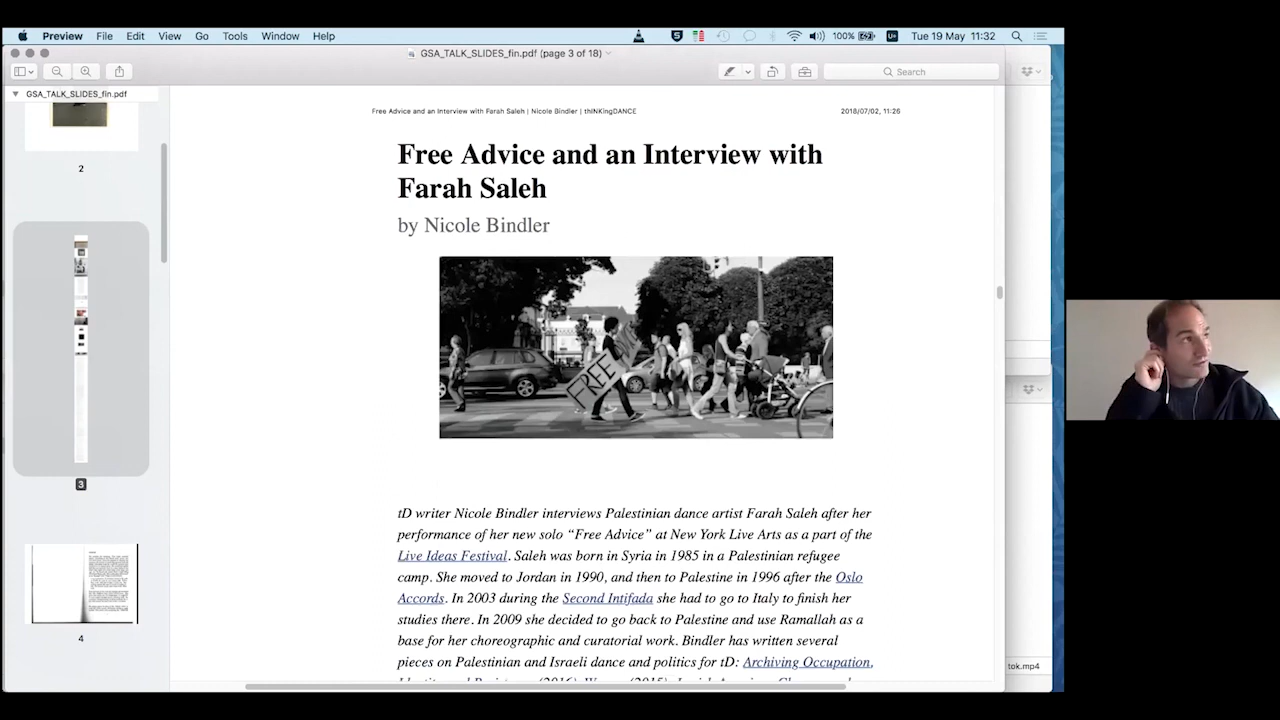 Preview File Edit View Go Tools Window Help 100% Tue 19 May 11:32
GSA_TALK_SLIDES_fin.pdf (page 3 of 18)
Search
GSA_TALK_SLIDES_fin.pdf
2
3
4
Free Advice and an Interview with Farah Saleh | Nicole Bindler | thINKingDANCE 2018/07/02, 11:26
Free Advice and an Interview with
Farah Saleh
by Nicole Bindler
FREE
tD writer Nicole Bindler interviews Palestinian dance artist Farah Saleh after her
performance of her new solo “Free Advice” at New York Live Arts as a part of the
Live Ideas Festival. Saleh was born in Syria in 1985 in a Palestinian refugee
camp. She moved to Jordan in 1990, and then to Palestine in 1996 after the Oslo
Accords. In 2003 during the Second Intifada she had to go to Italy to finish her
studies there. In 2009 she decided to go back to Palestine and use Ramallah as a
base for her choreographic and curatorial work. Bindler has written several
pieces on Palestinian and Israeli dance and politics for tD: Archiving Occupation,
tok.mp4